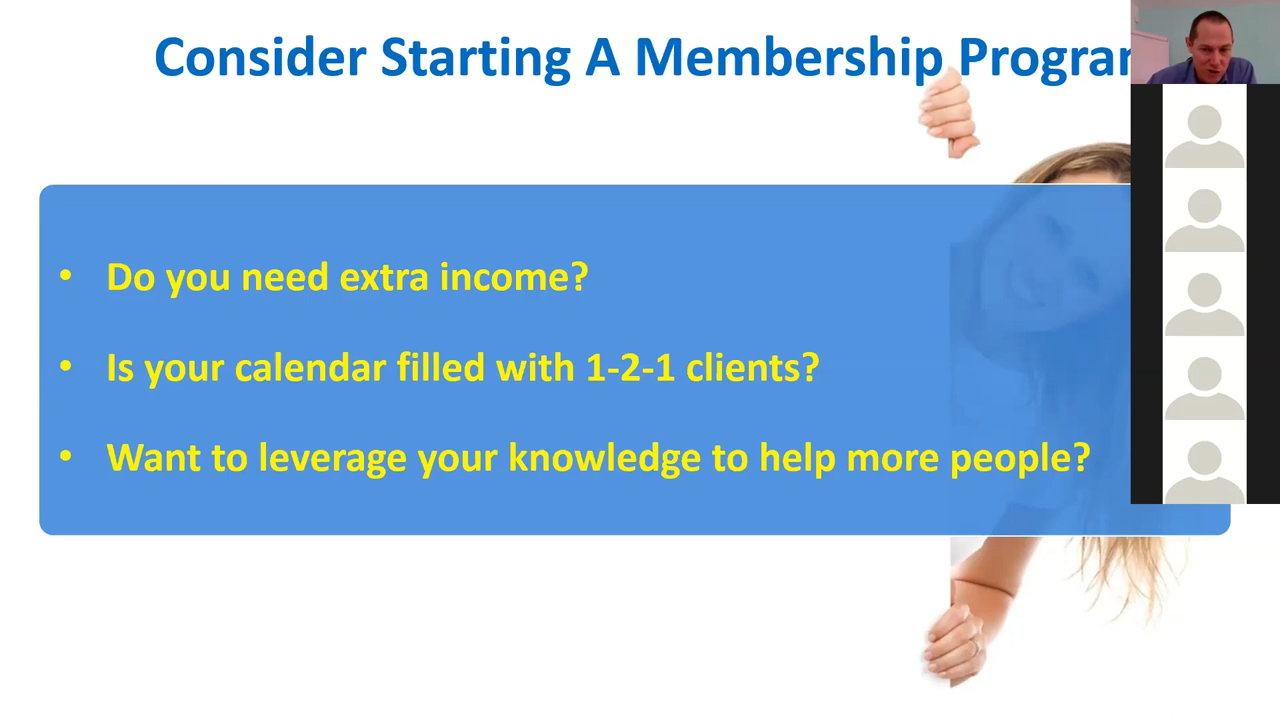 Consider Starting A Membership Progra
• Do you need extra income?
• Is your calendar filled with 1-2-1 clients?
• Want to leverage your knowledge to help more people?